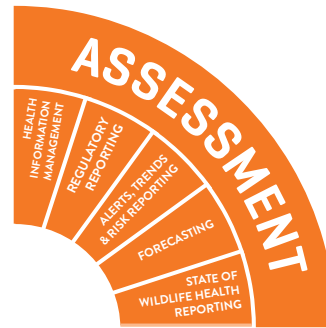 ASSESSMENT
HEALTH
INFORMATION
MANAGEMENT
REGULATORY
REPORTING
ALERTS, TRENDS
& RISK REPORTING
FORECASTING
STATE OF
WILDLIFE HEALTH
REPORTING